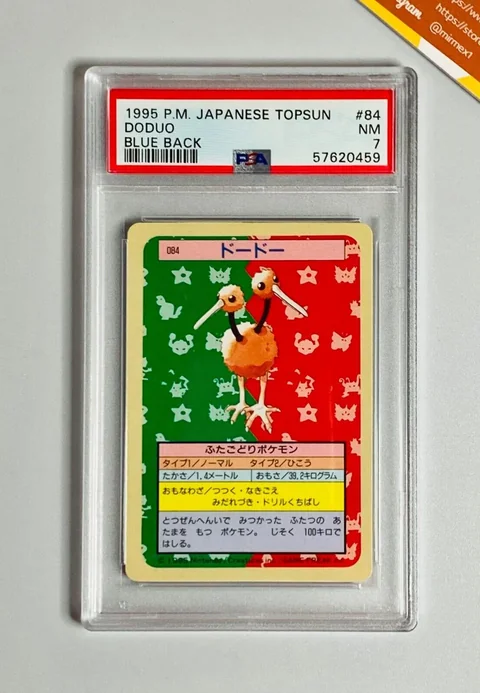 https://www.
https://store
@mimex1
1995 P.M. JAPANESE TOPSUN #84
DODUO NM
BLUE BACK 7
PSA 57620459
084 ドードー
ふたごどりポケモン
タイプ1/ノーマル タイプ2/ひこう
たかさ/1,4メートル おもさ/39,2キログラム
おもなわざ/つつく・なきごえ
みだれづき・ドリルくちばし
とつぜんへんいで みつかった ふたつの あ
たまを もつ ポケモン。 じそく 100キロで
はしる。